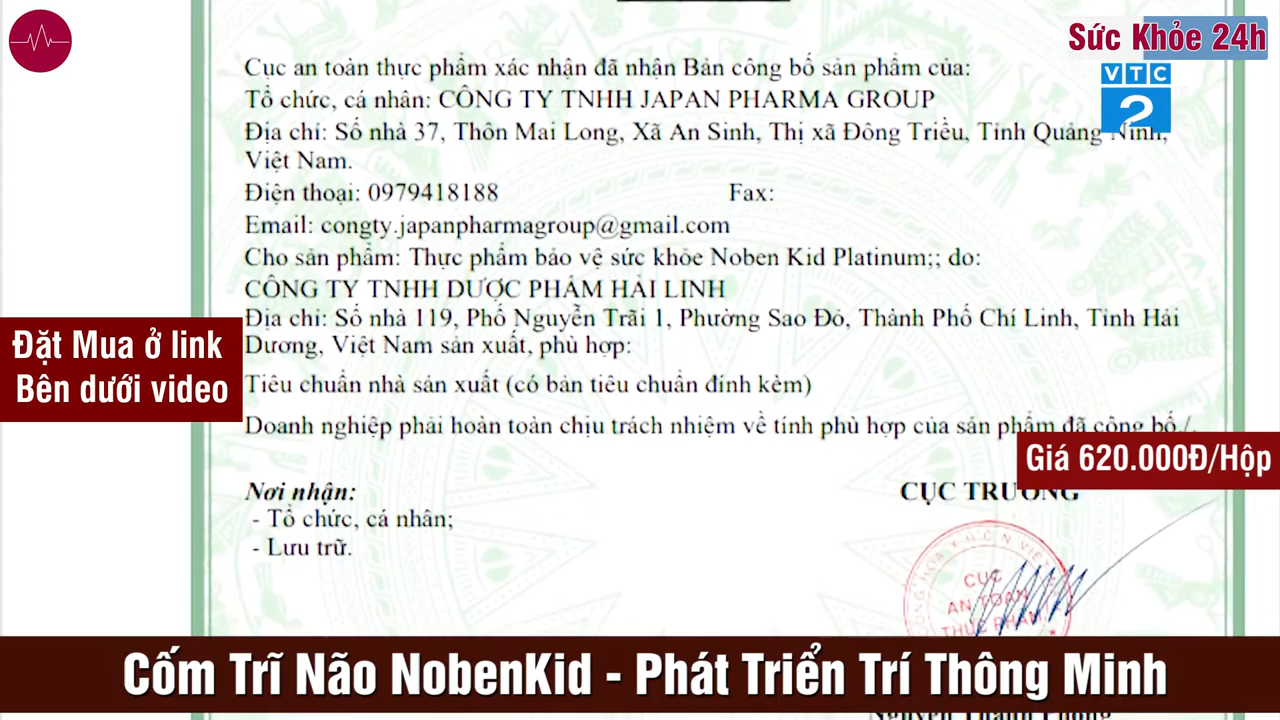 Sức Khỏe 24h
VTC
2
Cục an toàn thực phẩm xác nhận đã nhận Bản công bố sản phẩm của:
Tổ chức, cá nhân: CÔNG TY TNHH JAPAN PHARMA GROUP
Địa chỉ: Số nhà 37, Thôn Mai Long, Xã An Sinh, Thị xã Đông Triều, Tỉnh Quảng Ninh,
Việt Nam.
Điện thoại: 0979418188 Fax:
Email: congty.japanpharmagroup@gmail.com
Cho sản phẩm: Thực phẩm bảo vệ sức khỏe Noben Kid Platinum;; do:
CÔNG TY TNHH DƯỢC PHẨM HẢI LINH
Địa chỉ: Số nhà 119, Phố Nguyễn Trãi 1, Phường Sao Đỏ, Thành Phố Chí Linh, Tỉnh Hải
Dương, Việt Nam sản xuất, phù hợp:
Đặt Mua ở link
Bên dưới video
Tiêu chuẩn nhà sản xuất (có bản tiêu chuẩn đính kèm)
Doanh nghiệp phải hoàn toàn chịu trách nhiệm về tính phù hợp của sản phẩm đã công bố./.
Giá 620.000Đ/Hộp
Nơi nhận:
- Tổ chức, cá nhân;
- Lưu trữ.
CỤC TRƯỞNG
CỤC
AN TOÀN
THỰC PHẨM
Cốm Trĩ Não NobenKid - Phát Triển Trí Thông Minh